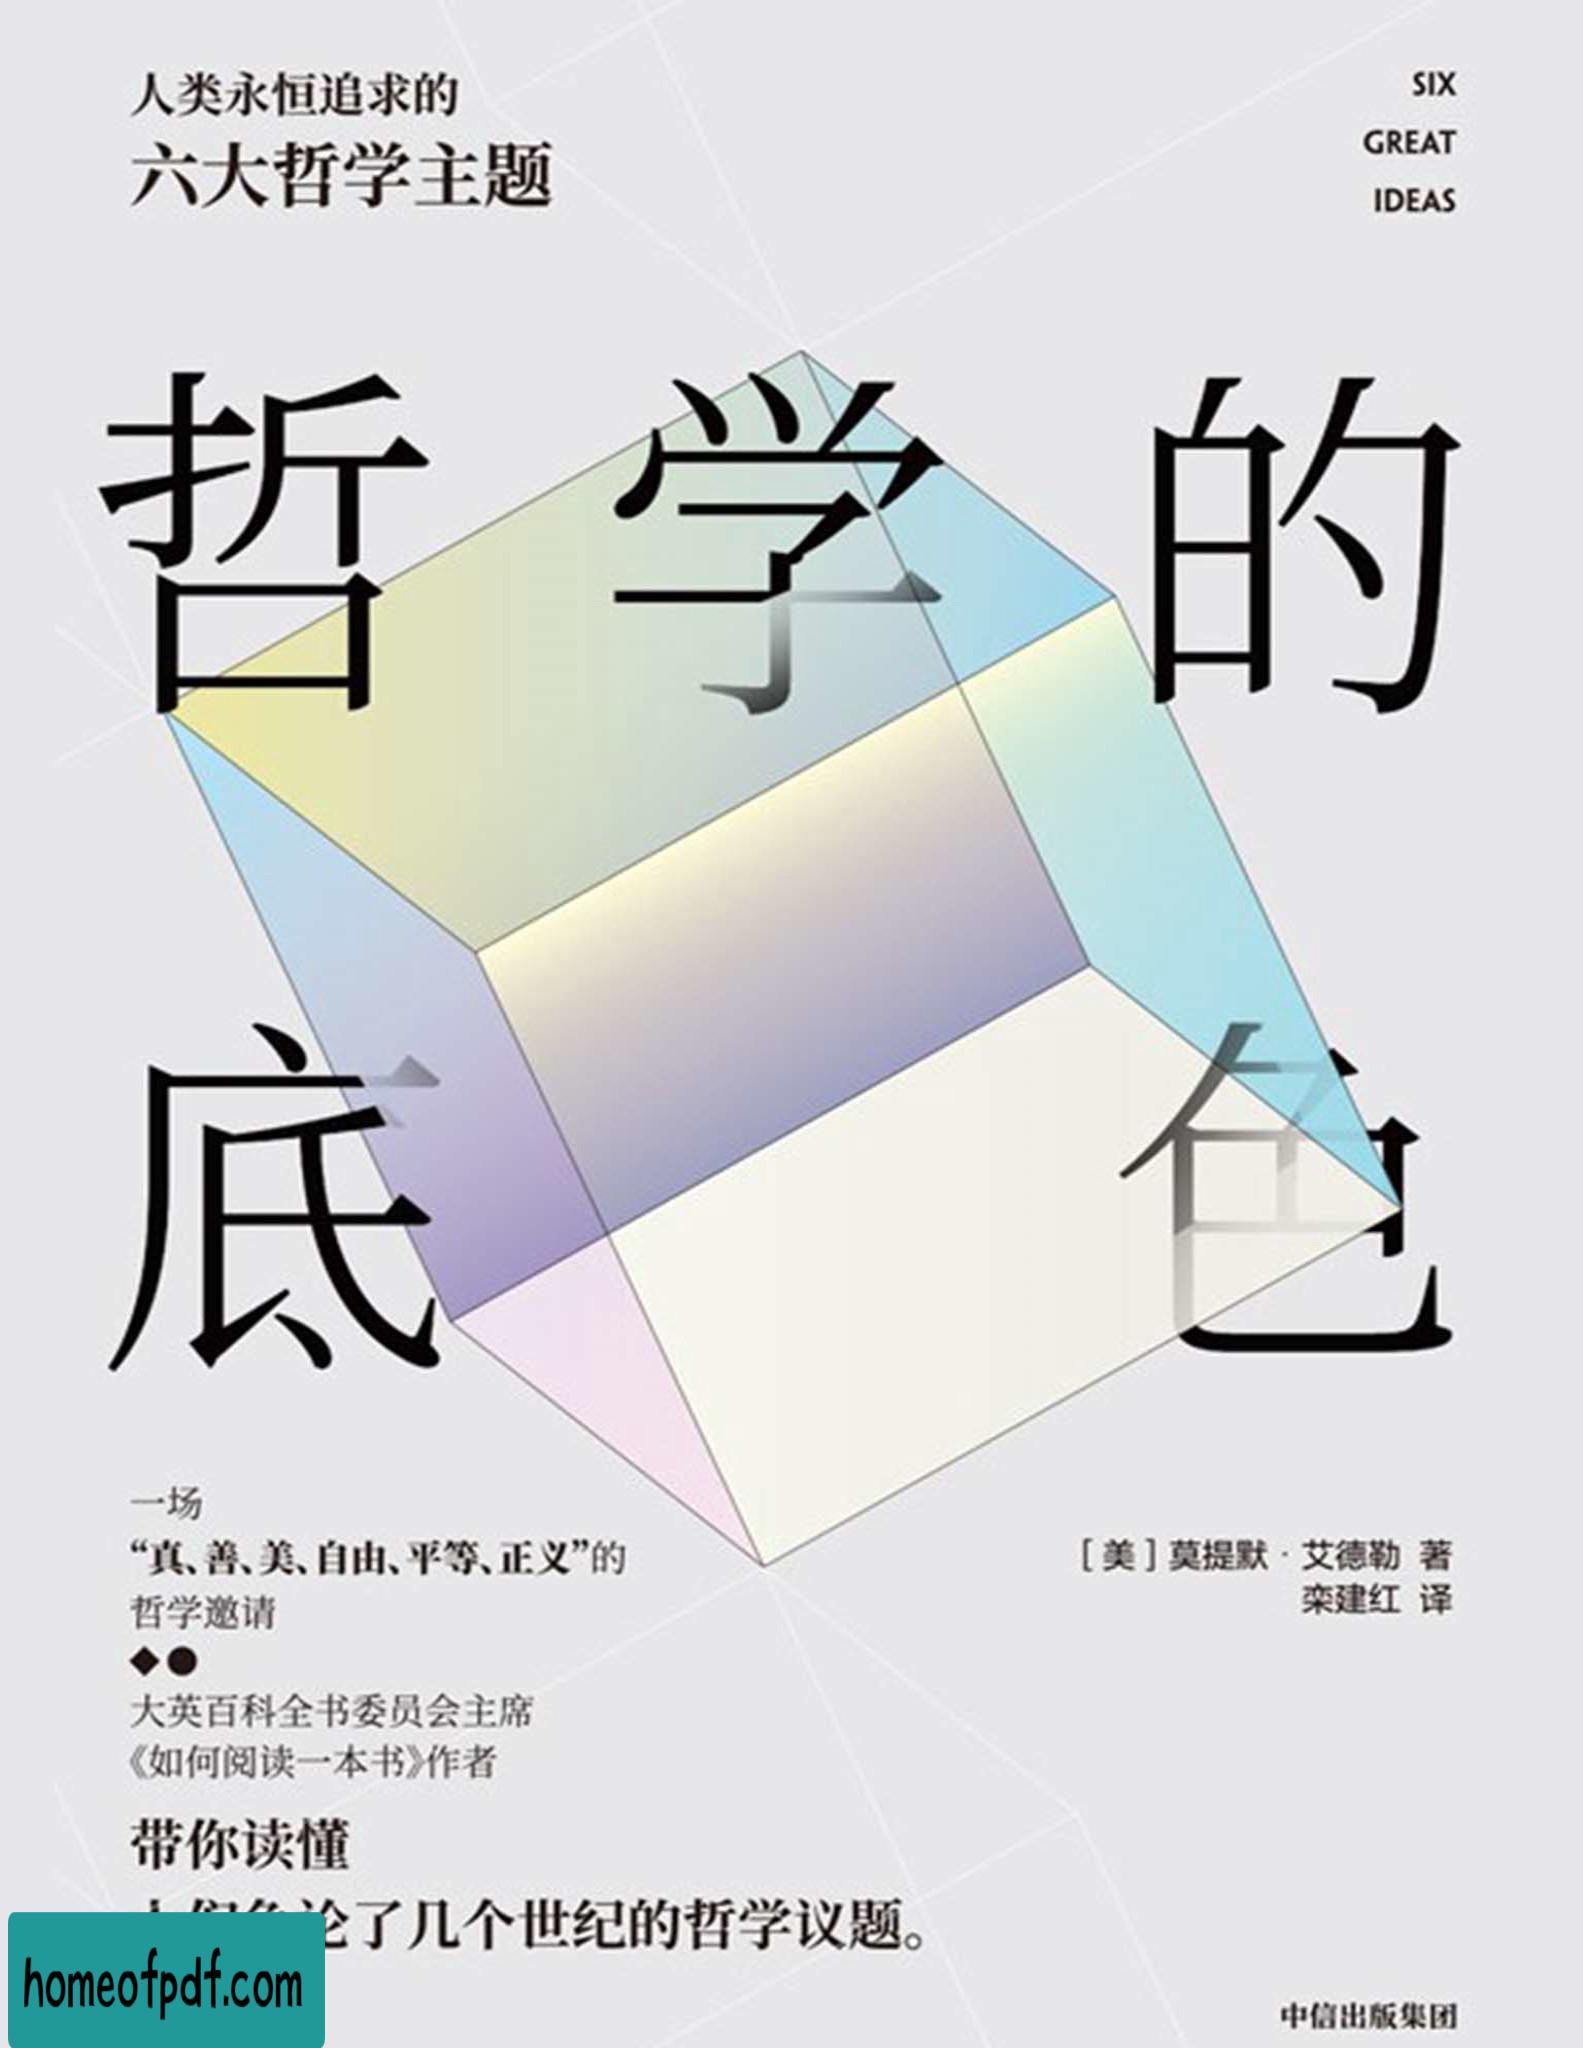 人类永恒追求的
六大哲学主题
SIX
GREAT
IDEAS
哲学的
底色
一场
“真、善、美、自由、平等、正义”的
哲学邀请
大英百科全书委员会主席
《如何阅读一本书》作者
带你读懂
论了几个世纪的哲学议题。
[美]莫提默·艾德勒 著
栾建红 译
homeofpdf.com
中信出版集团